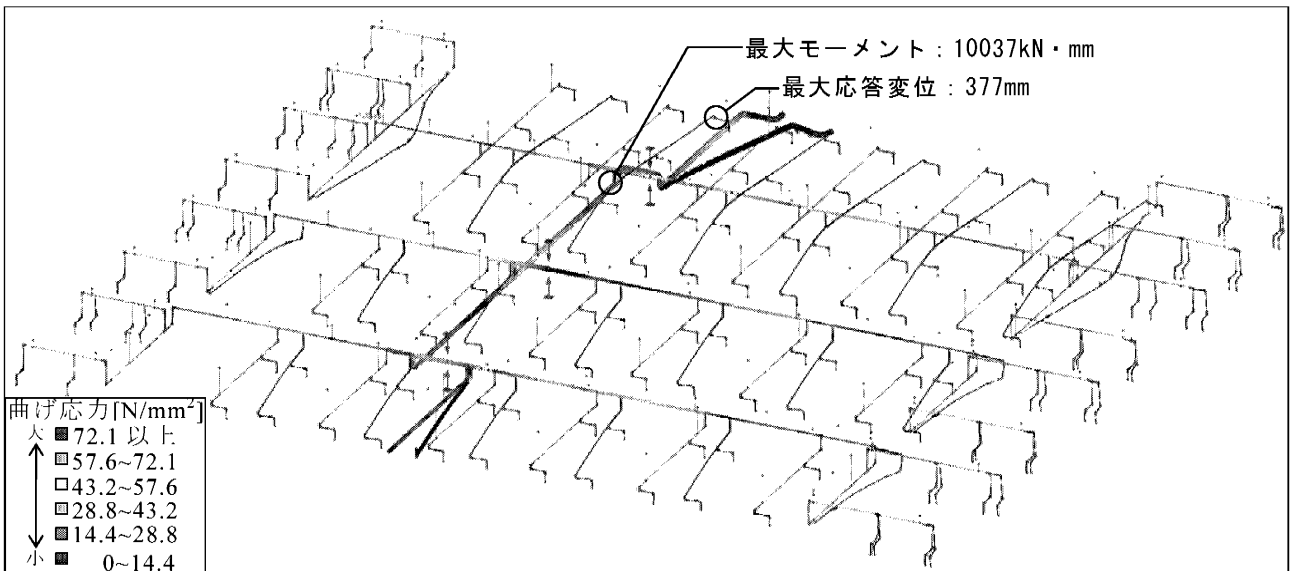 最大モーメント：10037kN・mm
最大応答変位：377mm
曲げ応力[N/mm²]
大
72.1 以上
57.6~72.1
43.2~57.6
28.8~43.2
14.4~28.8
小
0~14.4